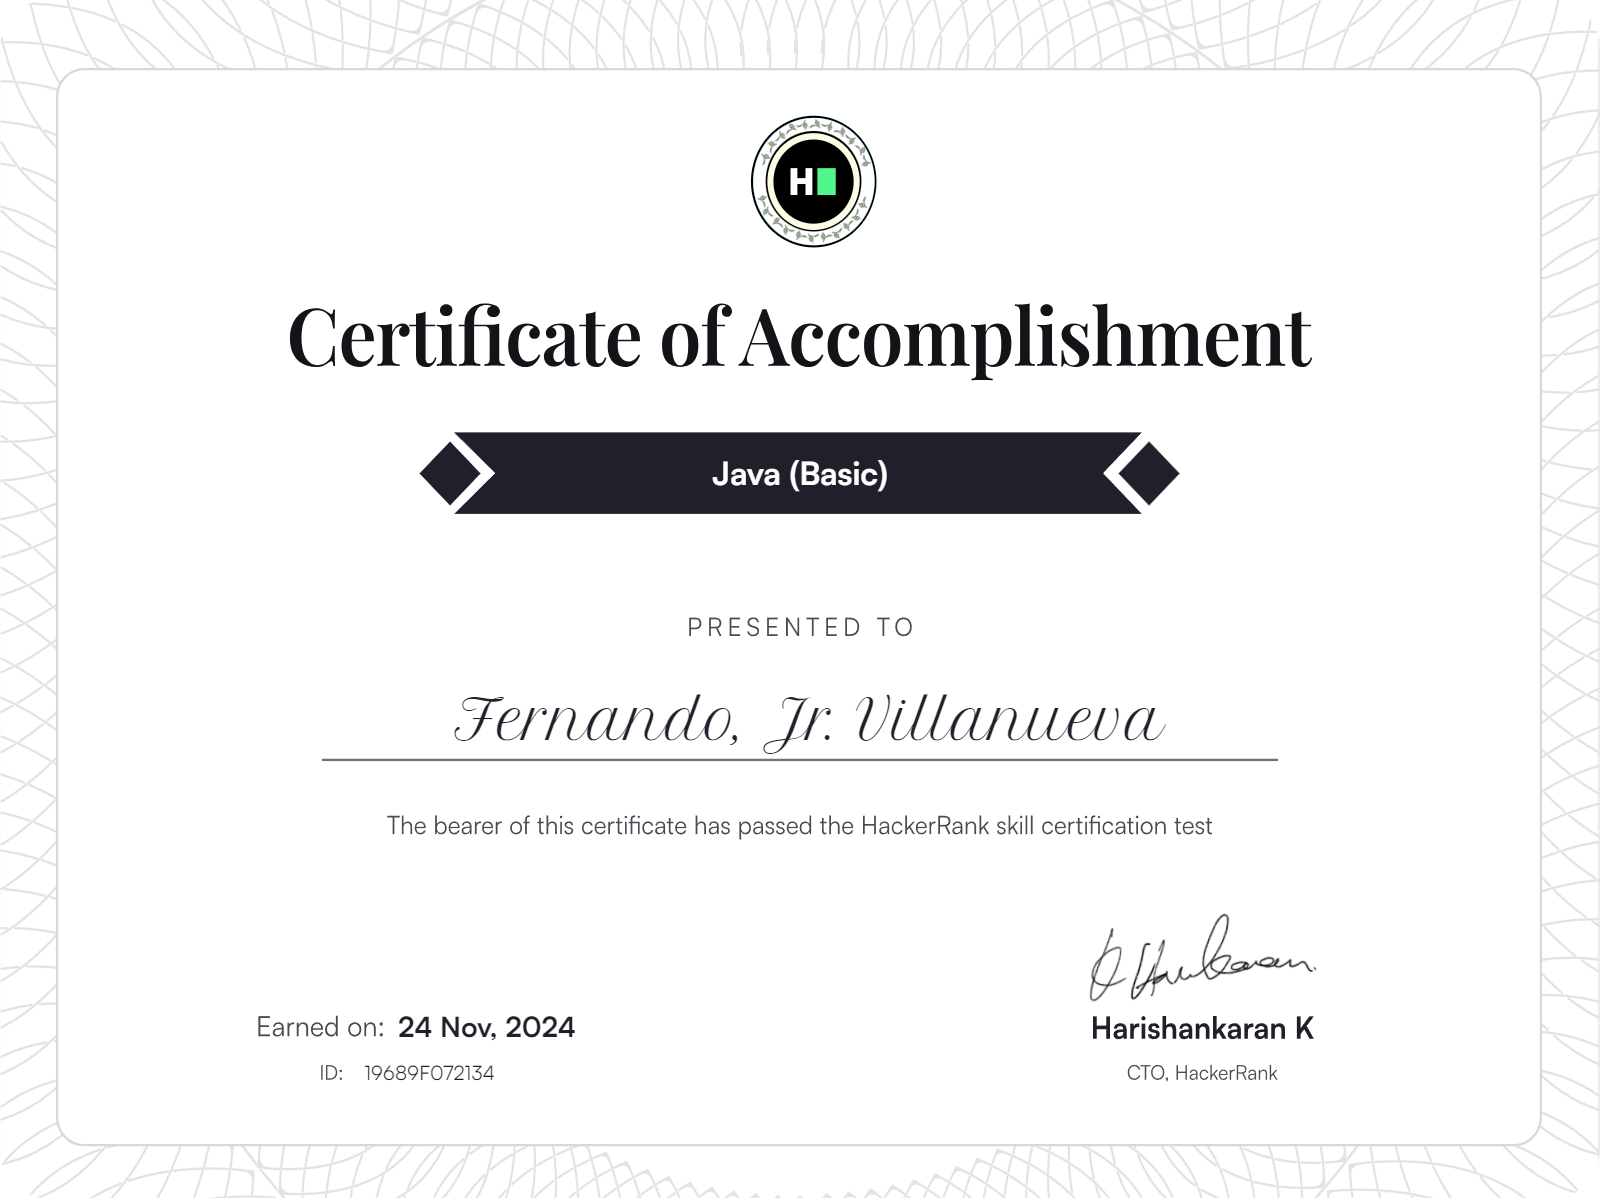 H
Certificate of Accomplishment
Java (Basic)
PRESENTED TO
Fernando, Jr. Villanueva
The bearer of this certificate has passed the HackerRank skill certification test
Earned on: 24 Nov, 2024
ID: 19689F072134
Harishankaran K
CTO, HackerRank